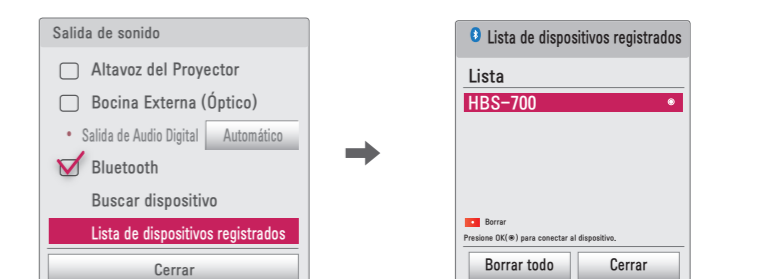 Salida de sonido
Altavoz del Proyector
Bocina Externa (Óptico)
• Salida de Audio Digital Automático
Bluetooth
Buscar dispositivo
Lista de dispositivos registrados
Cerrar
Lista de dispositivos registrados
Lista
HBS-700
Borrar
Presione OK(◉) para conectar al dispositivo.
Borrar todo Cerrar